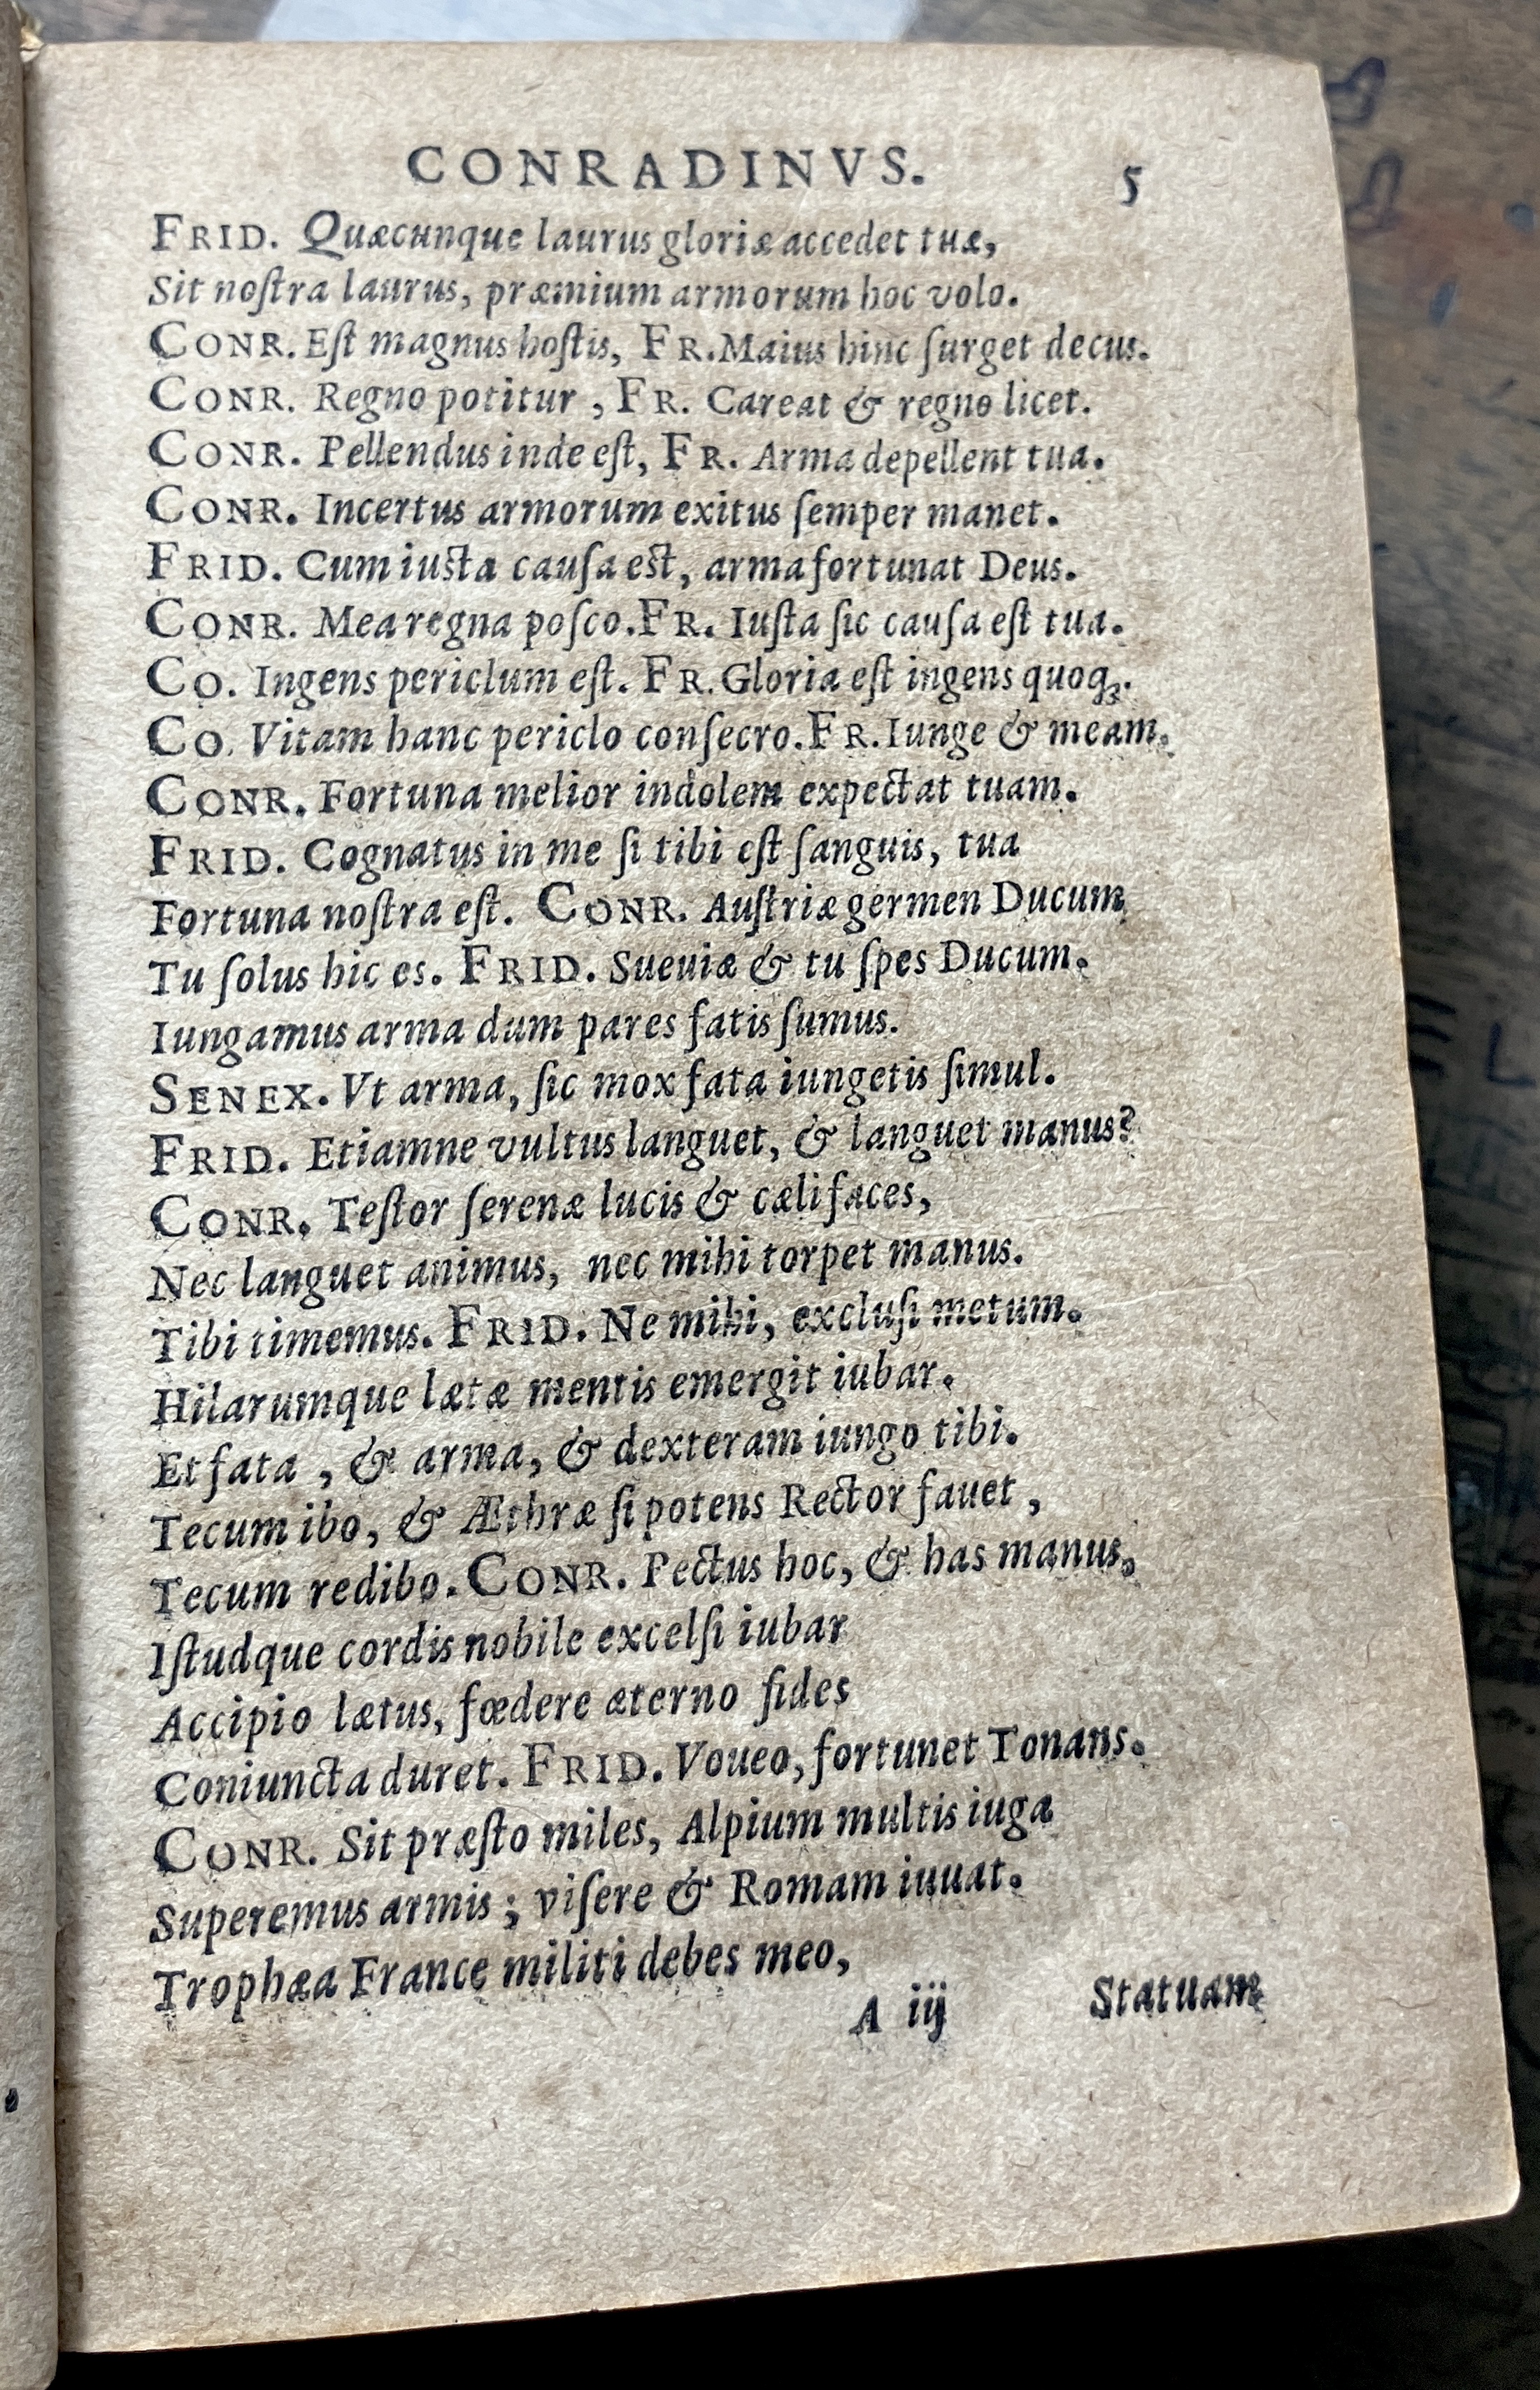 CONRADINVS. 5
FRID. Quæcunque laurus gloriæ accedet tuæ,
Sit noſtra laurus, præmium armorum hoc volo.
CONR. Eſt magnus hoſtis, FR. Maius hinc ſurget decus.
CONR. Regno potitur, FR. Careat & regno licet.
CONR. Pellendus inde eſt, FR. Arma depellent tua.
CONR. Incertus armorum exitus ſemper manet.
FRID. Cum iuſta cauſa eſt, arma fortunat Deus.
CONR. Mea regna poſco. FR. Iuſta ſic cauſa eſt tua.
CO. Ingens periclum eſt. FR. Gloria eſt ingens quoqꝫ.
CO. Vitam hanc periclo conſecro. FR. Iunge & meam.
CONR. Fortuna melior indolem expectat tuam.
FRID. Cognatus in me ſi tibi eſt ſanguis, tua
Fortuna noſtra eſt. CONR. Auſtriæ germen Ducum
Tu ſolus hic es. FRID. Sueuiæ & tu ſpes Ducum.
Iungamus arma dum pares fatis ſumus.
SENEX. Vt arma, ſic mox fata iungetis ſimul.
FRID. Etiamne vultus languet, & languet manus?
CONR. Teſtor ſerenæ lucis & cæli faces,
Nec languet animus, nec mihi torpet manus.
Tibi timemus. FRID. Ne mihi, excluſi metum.
Hilarumque lætæ mentis emergit iubar.
Et fata, & arma, & dexteram iungo tibi.
Tecum ibo, & Æthræ ſi potens Rector fauet,
Tecum redibo. CONR. Pectus hoc, & has manus,
Iſtudque cordis nobile excelſi iubar
Accipio lætus, fœdere æterno fides
Coniuncta duret. FRID. Voueo, fortunet Tonans.
CONR. Sit præſto miles, Alpium multis iuga
Superemus armis; viſere & Romam iuuat.
Trophæa France militi debes meo,
A iij Statuam